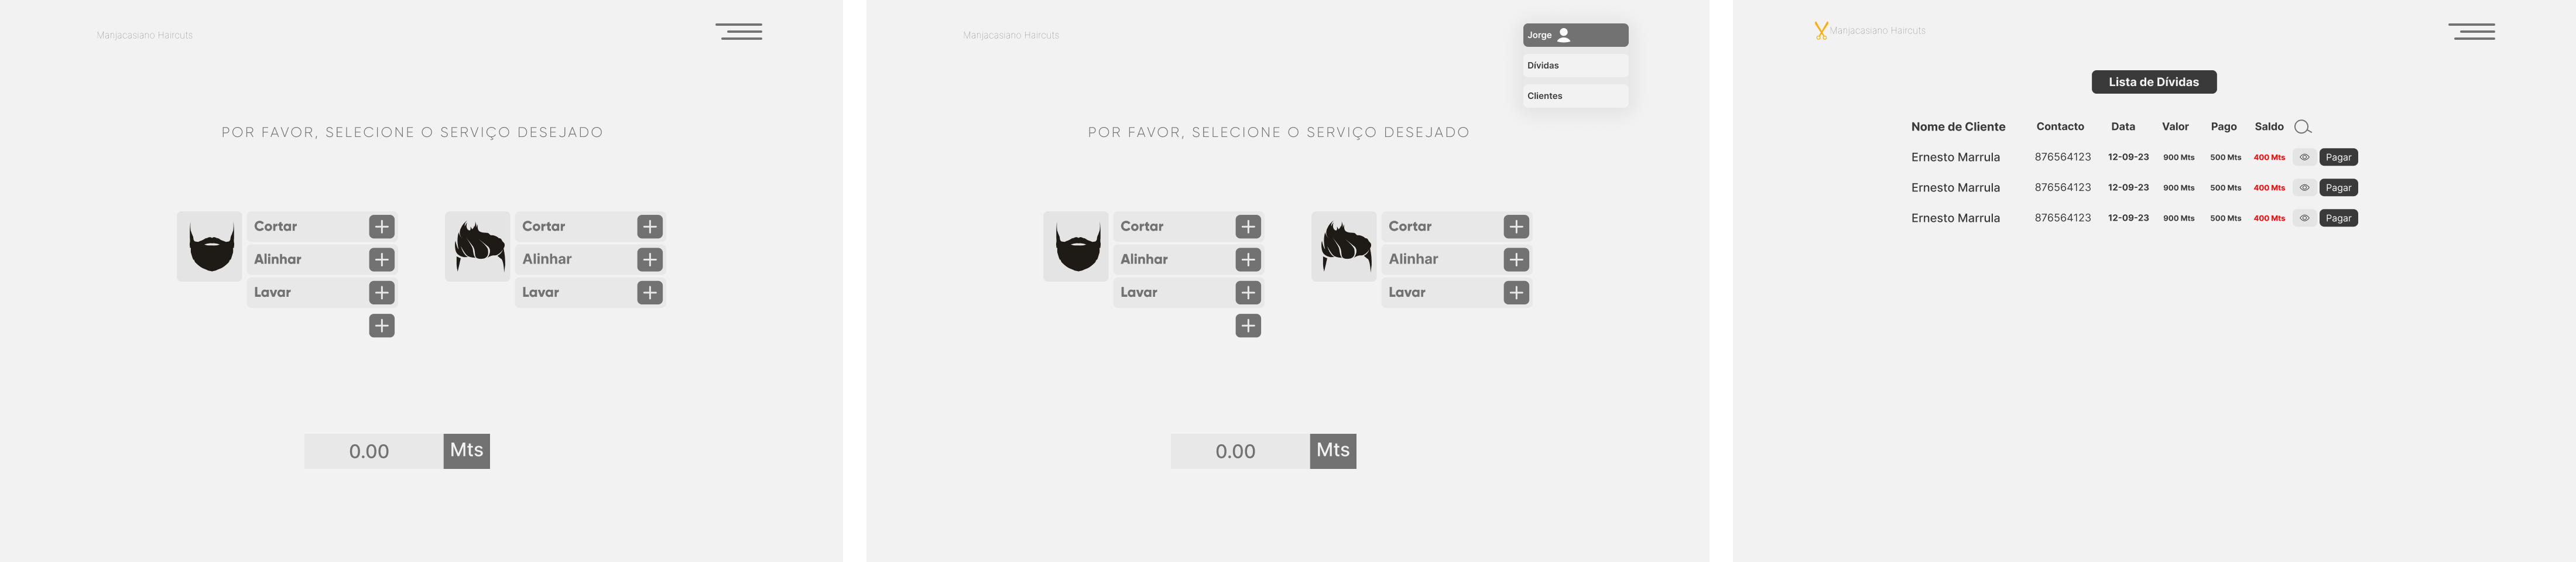 Manjacasiano Haircuts
POR FAVOR, SELECIONE O SERVIÇO DESEJADO
Cortar
Alinhar
Lavar
Cortar
Alinhar
Lavar
0.00 Mts
Manjacasiano Haircuts
Jorge
Dívidas
Clientes
POR FAVOR, SELECIONE O SERVIÇO DESEJADO
Cortar
Alinhar
Lavar
Cortar
Alinhar
Lavar
0.00 Mts
Manjacasiano Haircuts
Lista de Dívidas
Nome de Cliente Contacto Data Valor Pago Saldo
Ernesto Marrula 876564123 12-09-23 900 Mts 500 Mts 400 Mts Pagar
Ernesto Marrula 876564123 12-09-23 900 Mts 500 Mts 400 Mts Pagar
Ernesto Marrula 876564123 12-09-23 900 Mts 500 Mts 400 Mts Pagar